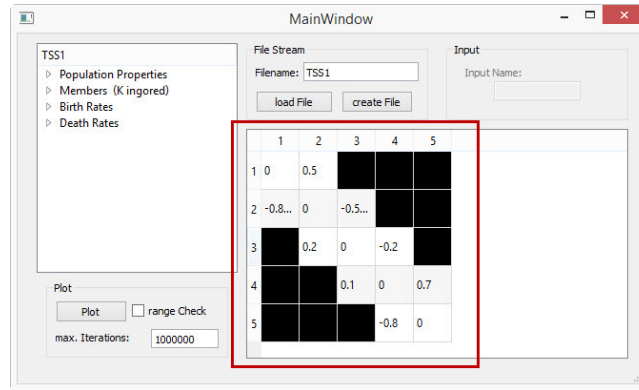 MainWindow
TSS1
Population Properties
Members (K ingored)
Birth Rates
Death Rates
File Stream
Filename: TSS1
load File create File
Input
Input Name:
1 2 3 4 5
1 0 0.5
2 -0.8... 0 -0.5...
3 0.2 0 -0.2
4 0.1 0 0.7
5 -0.8 0
Plot
Plot range Check
max. Iterations: 1000000